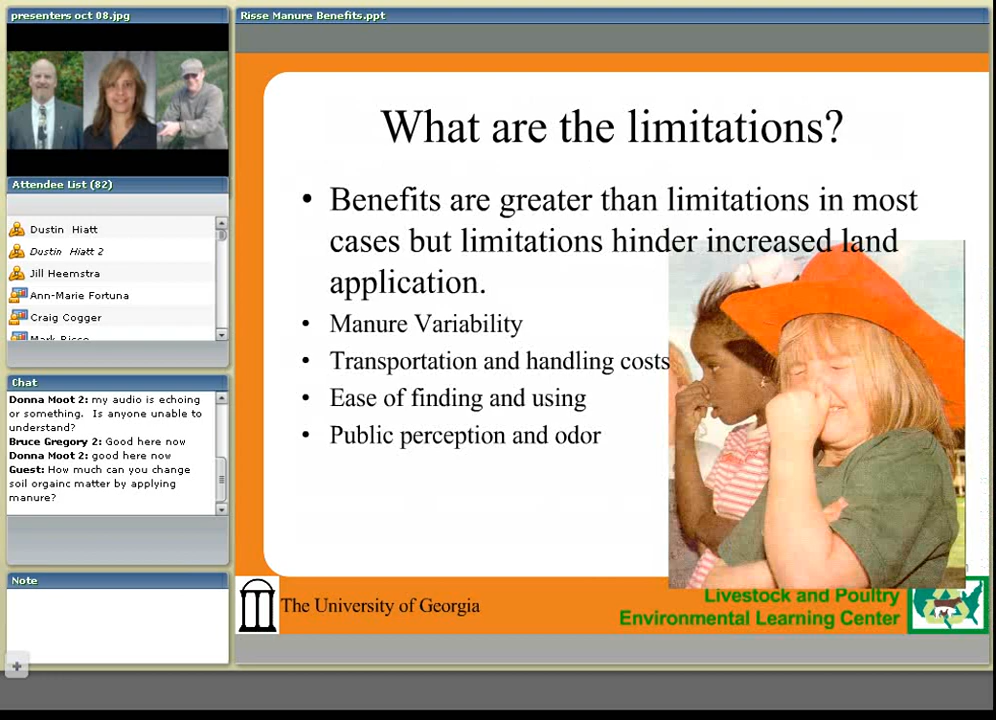 presenters oct 08.jpg
Attendee List (82)
Dustin Hiatt
Dustin Hiatt 2
Jill Heemstra
Ann-Marie Fortuna
Craig Cogger
Mark Risse
Chat
Donna Moot 2: my audio is echoing
or something. Is anyone unable to
understand?
Bruce Gregory 2: Good here now
Donna Moot 2: good here now
Guest: How much can you change
soil orgainc matter by applying
manure?
Note
Risse Manure Benefits.ppt
What are the limitations?
• Benefits are greater than limitations in most
cases but limitations hinder increased land
application.
• Manure Variability
• Transportation and handling costs
• Ease of finding and using
• Public perception and odor
The University of Georgia
Livestock and Poultry
Environmental Learning Center